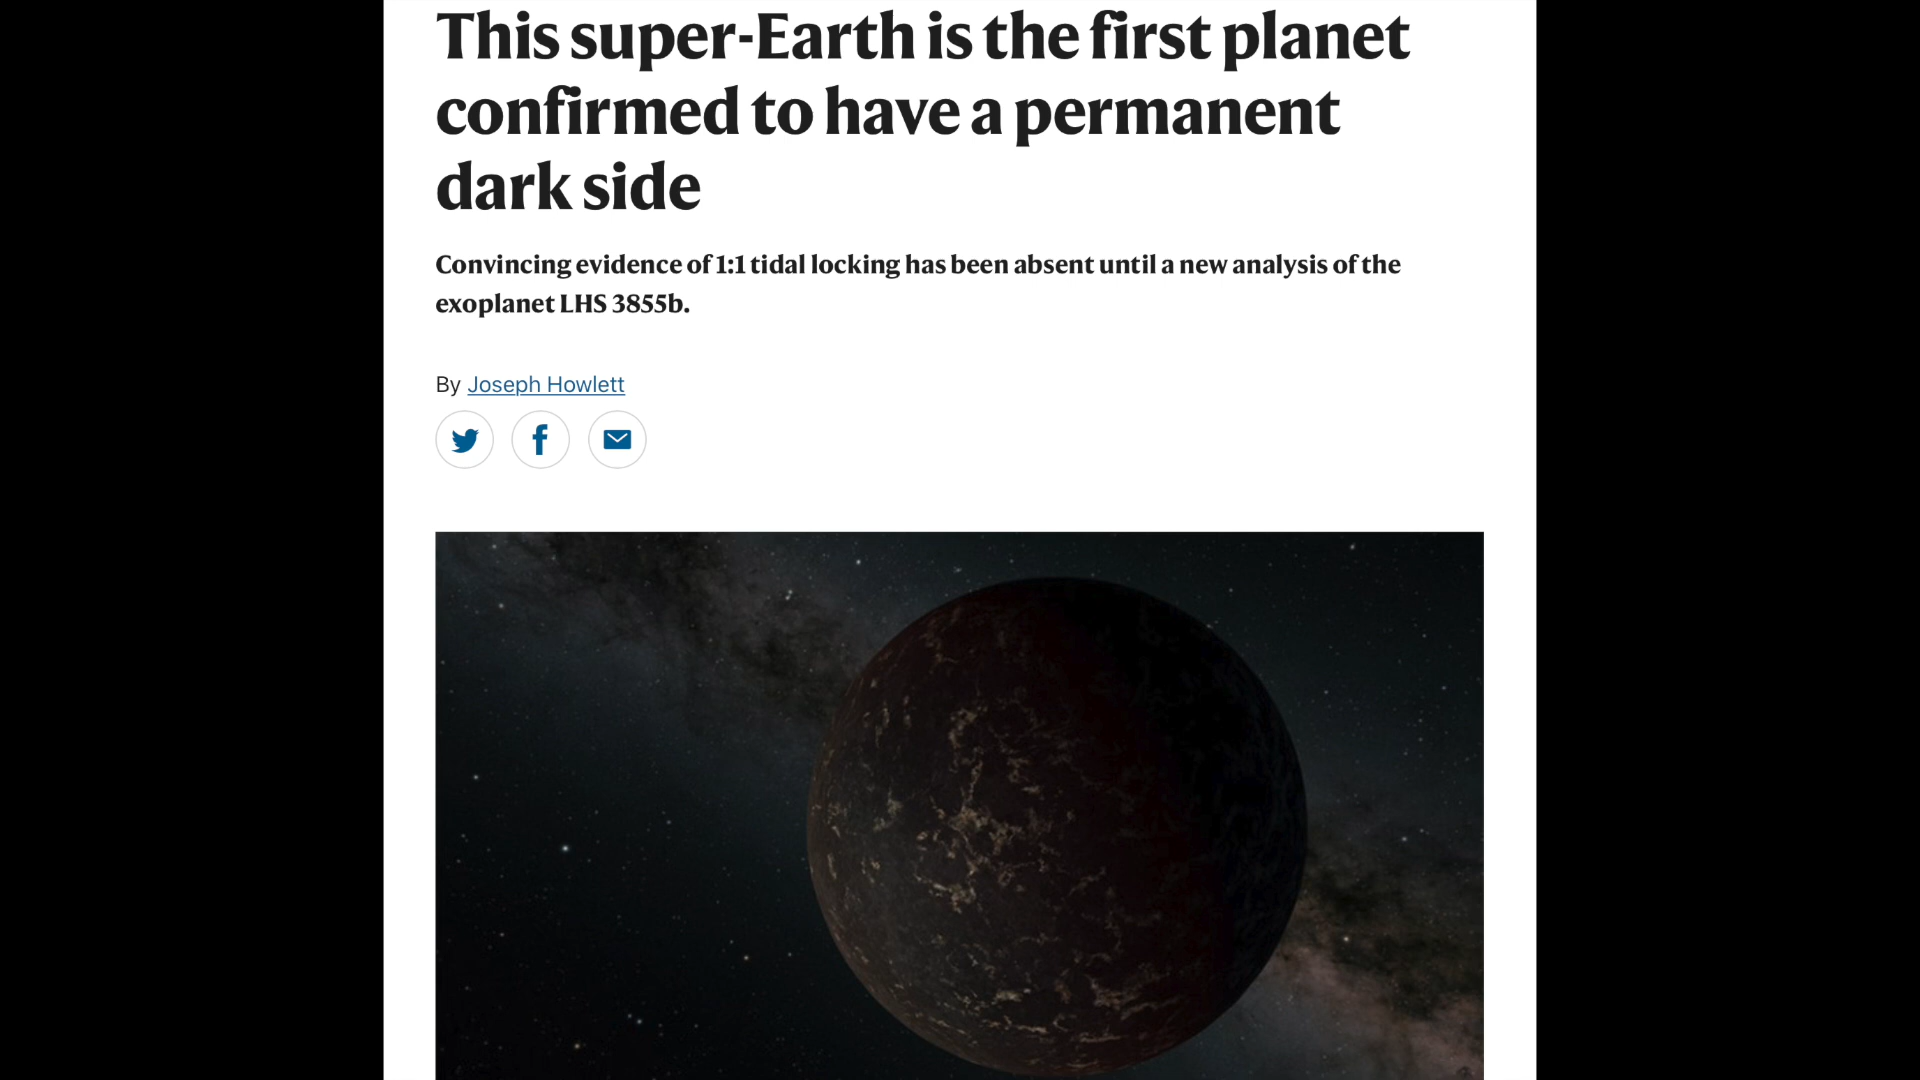 This super-Earth is the first planet
confirmed to have a permanent
dark side
Convincing evidence of 1:1 tidal locking has been absent until a new analysis of the
exoplanet LHS 3855b.
By Joseph Howlett